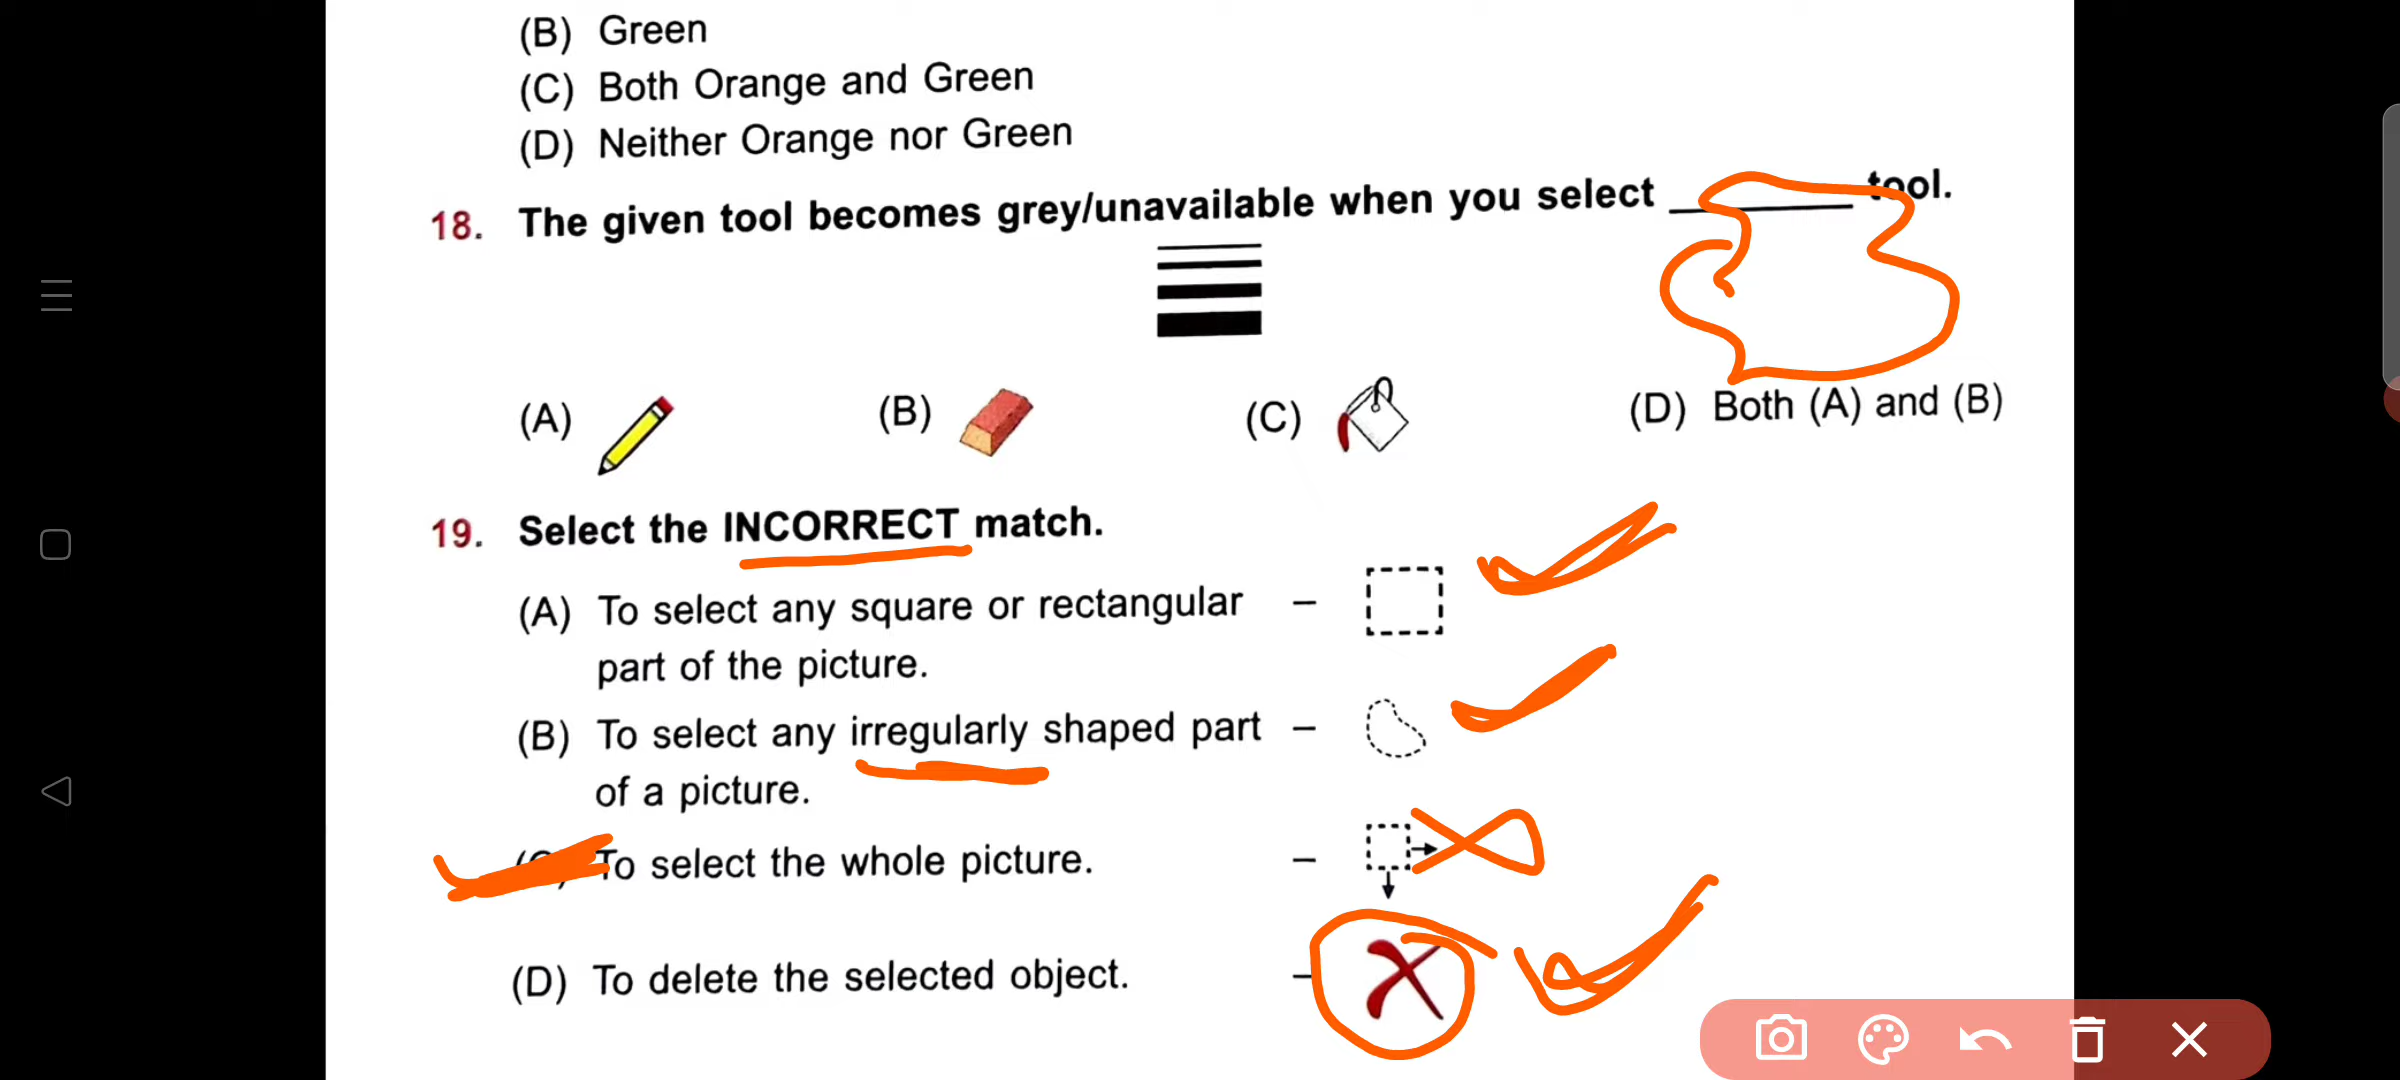 (B) Green
(C) Both Orange and Green
(D) Neither Orange nor Green
18. The given tool becomes grey/unavailable when you select __________ tool.
(A)
(B)
(C)
(D) Both (A) and (B)
19. Select the INCORRECT match.
(A) To select any square or rectangular –
part of the picture.
(B) To select any irregularly shaped part –
of a picture.
To select the whole picture. –
(D) To delete the selected object. –